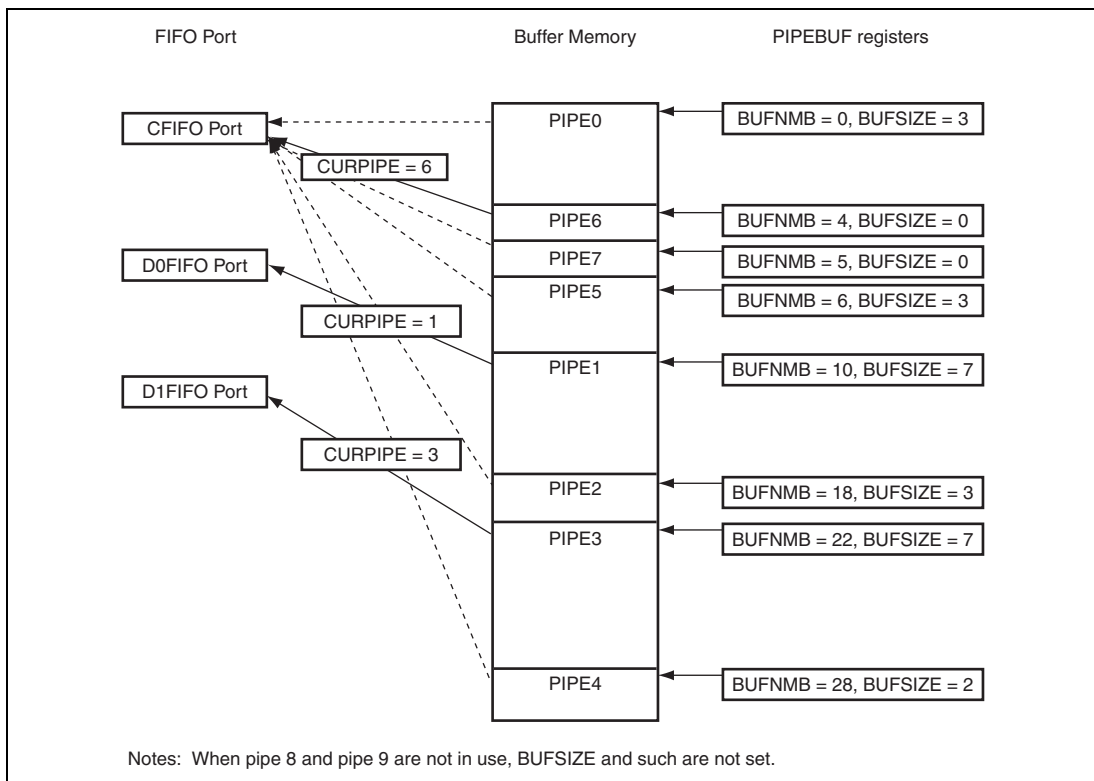 FIFO Port
Buffer Memory
PIPEBUF registers
CFIFO Port
CURPIPE = 6
D0FIFO Port
CURPIPE = 1
D1FIFO Port
CURPIPE = 3
PIPE0
PIPE6
PIPE7
PIPE5
PIPE1
PIPE2
PIPE3
PIPE4
BUFNMB = 0, BUFSIZE = 3
BUFNMB = 4, BUFSIZE = 0
BUFNMB = 5, BUFSIZE = 0
BUFNMB = 6, BUFSIZE = 3
BUFNMB = 10, BUFSIZE = 7
BUFNMB = 18, BUFSIZE = 3
BUFNMB = 22, BUFSIZE = 7
BUFNMB = 28, BUFSIZE = 2
Notes: When pipe 8 and pipe 9 are not in use, BUFSIZE and such are not set.